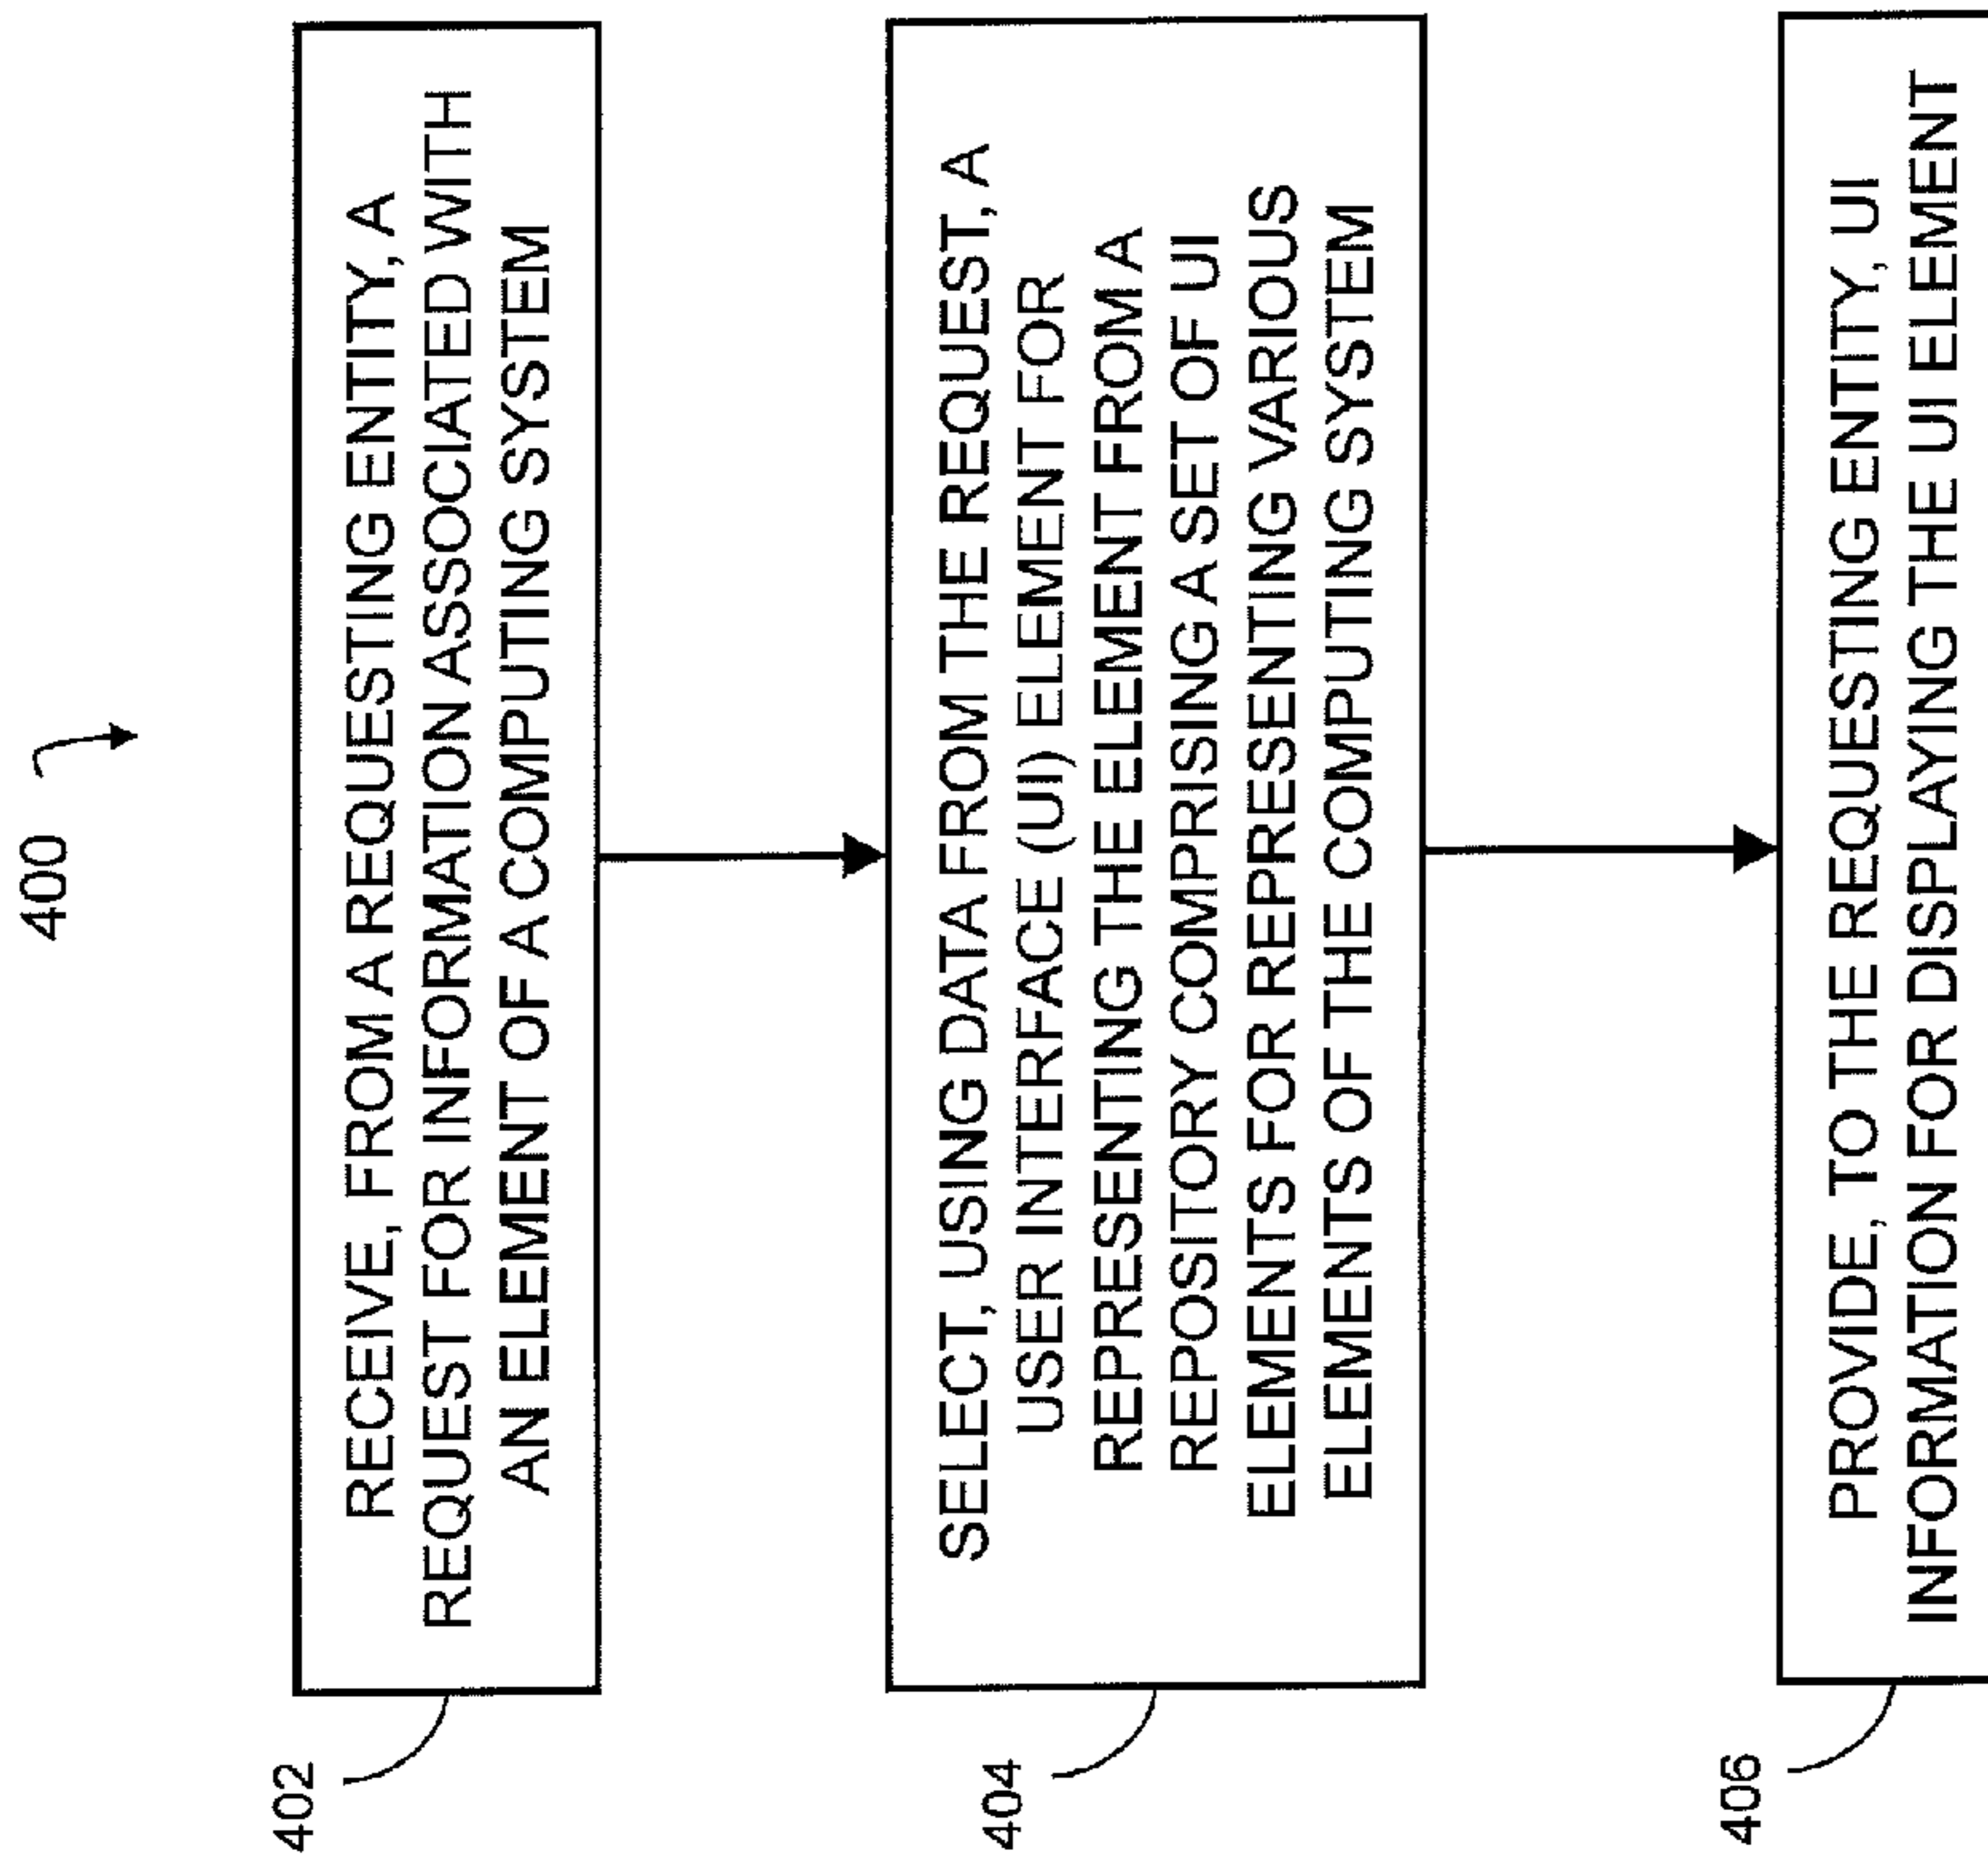 400
402
RECEIVE, FROM A REQUESTING ENTITY, A
REQUEST FOR INFORMATION ASSOCIATED WITH
AN ELEMENT OF A COMPUTING SYSTEM
404
SELECT, USING DATA FROM THE REQUEST, A
USER INTERFACE (UI) ELEMENT FOR
REPRESENTING THE ELEMENT FROM A
REPOSITORY COMPRISING A SET OF UI
ELEMENTS FOR REPRESENTING VARIOUS
ELEMENTS OF THE COMPUTING SYSTEM
406
PROVIDE, TO THE REQUESTING ENTITY, UI
INFORMATION FOR DISPLAYING THE UI ELEMENT